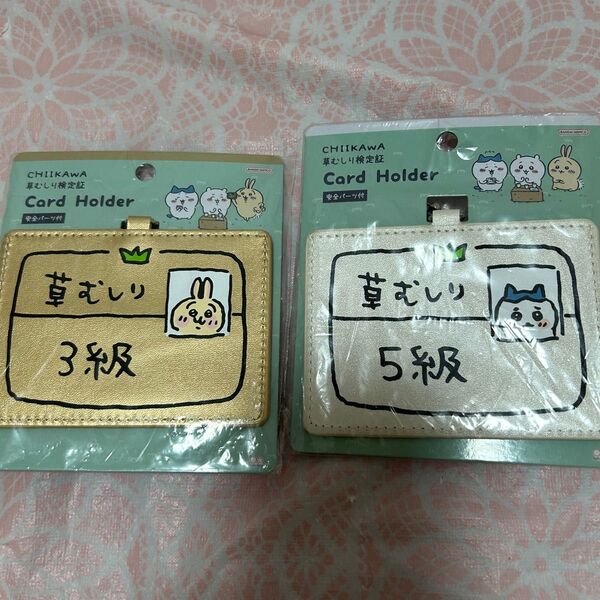 CHIIKAWA
草むしり検定証
Card Holder
安全パーツ付
草むしり
3級
CHIIKAWA
草むしり検定証
Card Holder
安全パーツ付
草むしり
5級